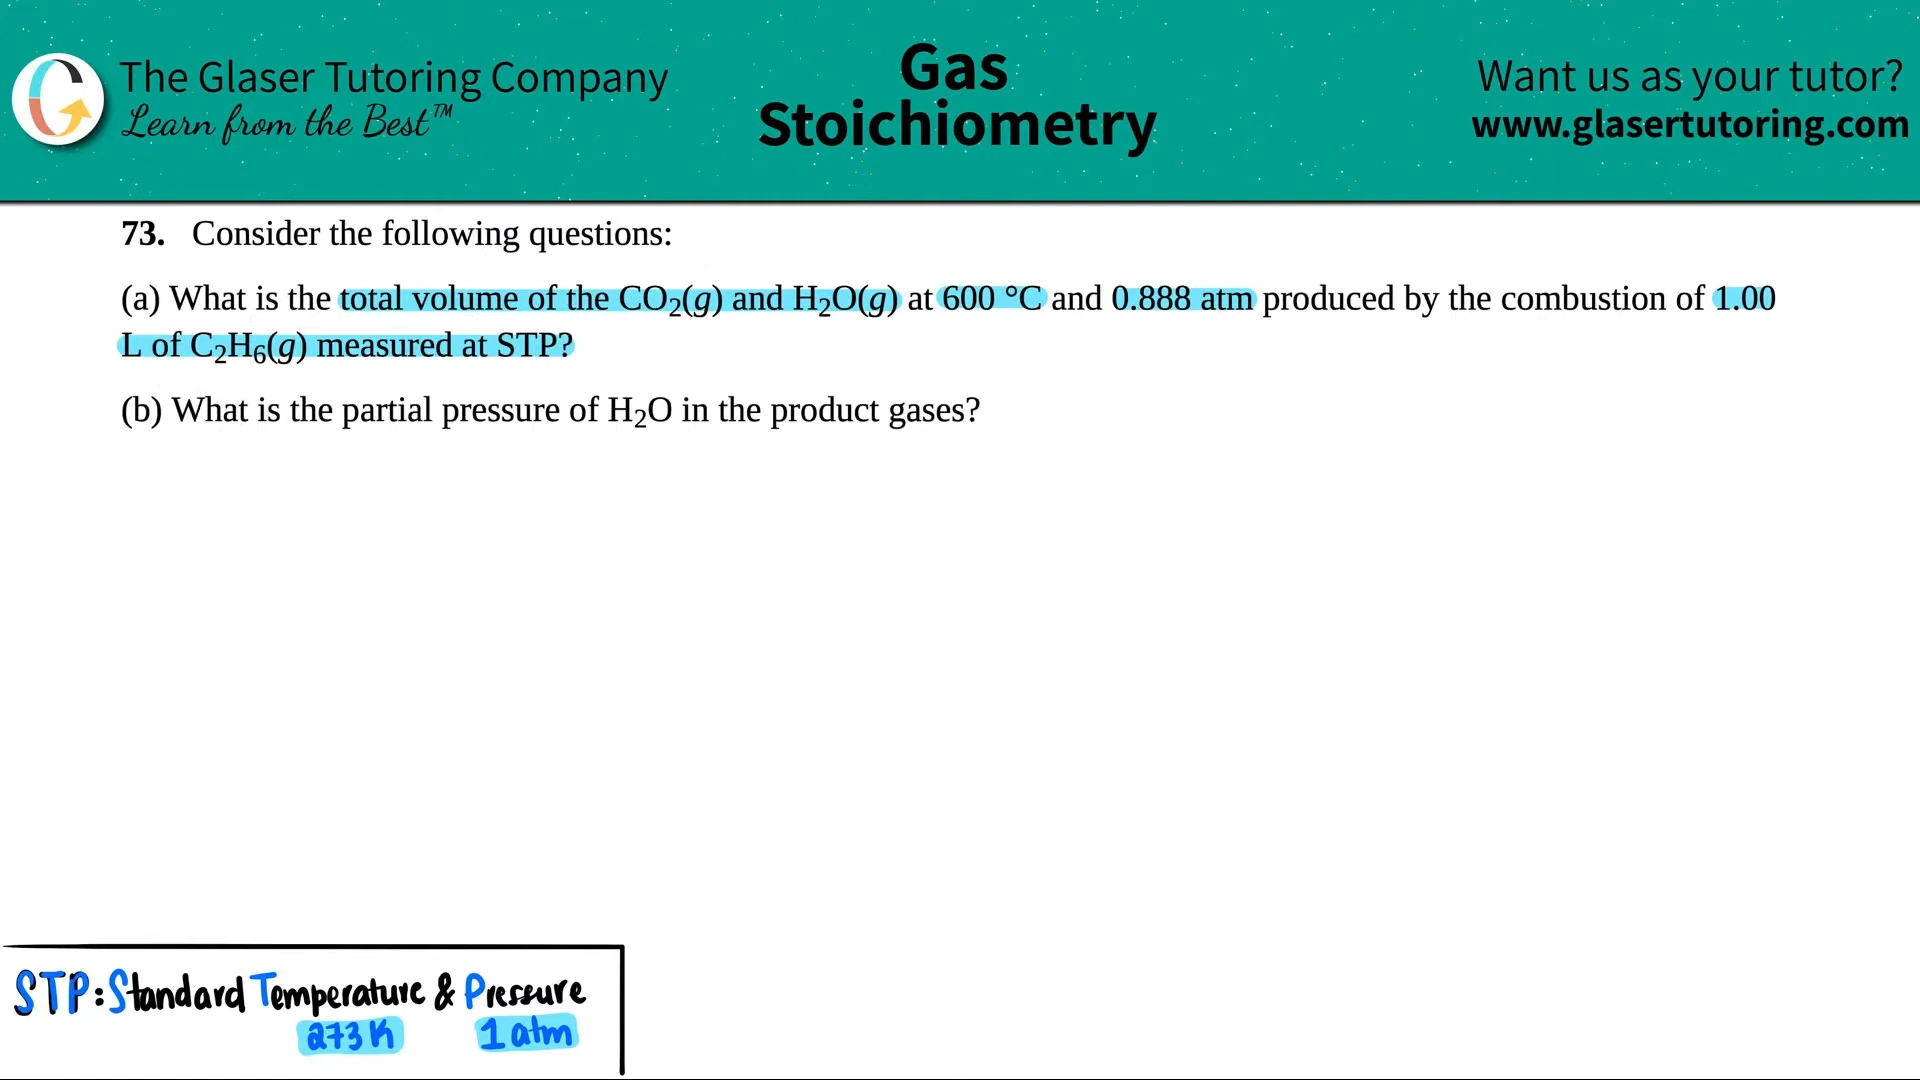 The Glaser Tutoring Company
Learn from the Best™
Gas
Stoichiometry
Want us as your tutor?
www.glasertutoring.com
73. Consider the following questions:
(a) What is the total volume of the CO₂(g) and H₂O(g) at 600 °C and 0.888 atm produced by the combustion of 1.00
L of C₂H₆(g) measured at STP?
(b) What is the partial pressure of H₂O in the product gases?
STP: Standard Temperature & Pressure
273 K 1 atm